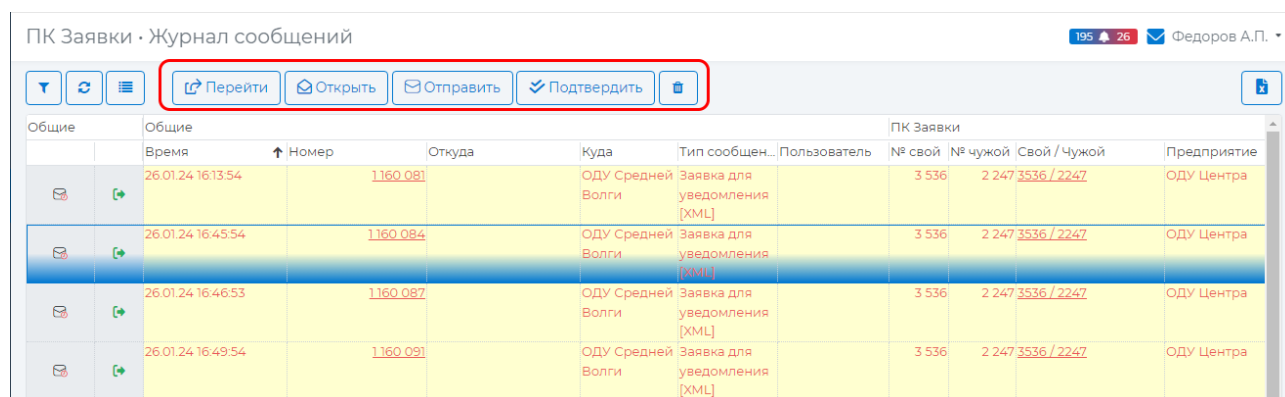 ПК Заявки • Журнал сообщений 195 26 Федоров А.П.
Перейти Открыть Отправить Подтвердить
Общие Общие ПК Заявки
Время Номер Откуда Куда Тип сообщен... Пользователь № свой № чужой Свой / Чужой Предприятие
26.01.24 16:13:54 1 160 081 ОДУ Средней Заявка для 3 536 2 247 3536 / 2247 ОДУ Центра
Волги уведомления
[XML]
26.01.24 16:45:54 1 160 084 ОДУ Средней Заявка для 3 536 2 247 3536 / 2247 ОДУ Центра
Волги уведомления
[XML]
26.01.24 16:46:53 1 160 087 ОДУ Средней Заявка для 3 536 2 247 3536 / 2247 ОДУ Центра
Волги уведомления
[XML]
26.01.24 16:49:54 1 160 091 ОДУ Средней Заявка для 3 536 2 247 3536 / 2247 ОДУ Центра
Волги уведомления
[XML]